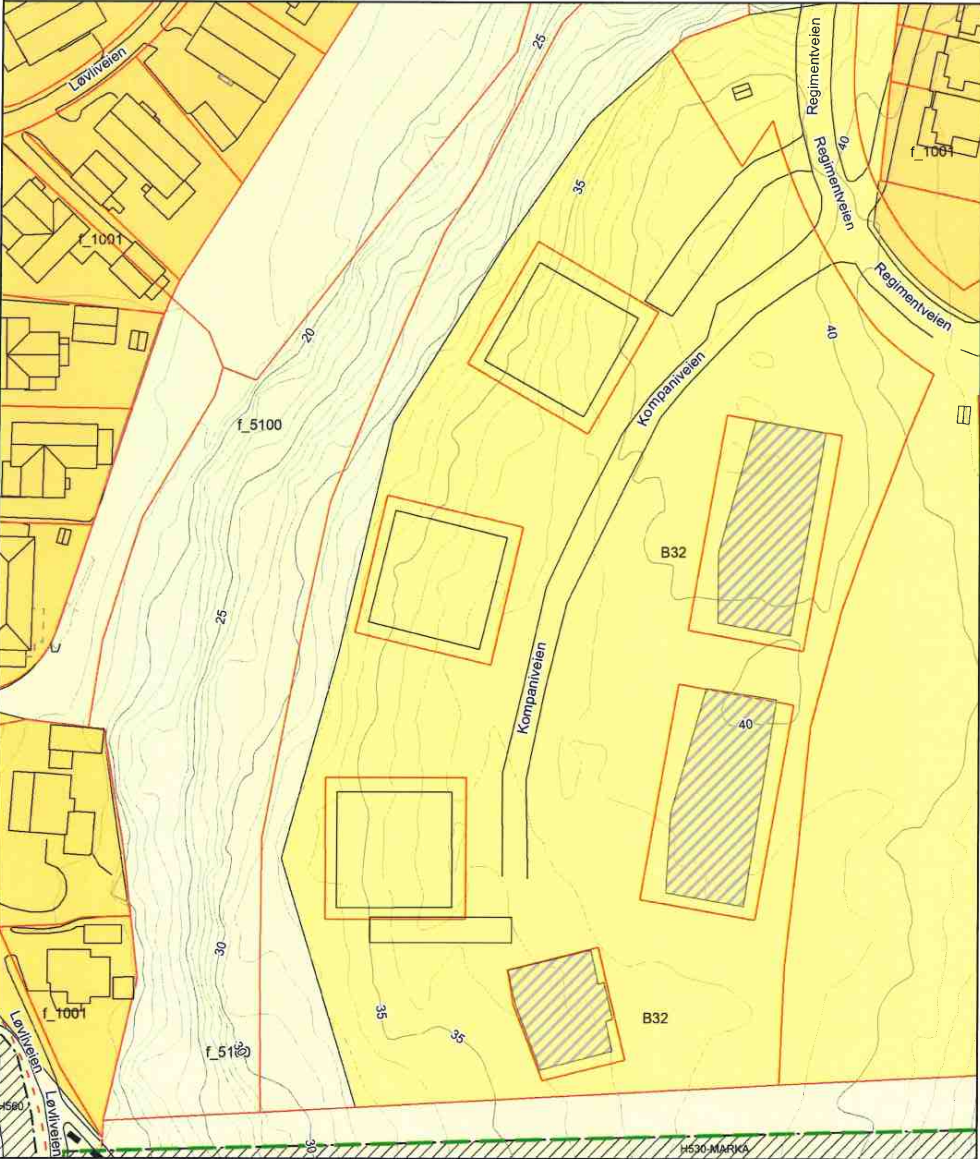 Løvliveien
25
Regimentveien
f_1001
35
40
Regimentveien
f_1001
Regimentveien
20
40
f_5100
Kompaniveien
B32
25
Kompaniveien
40
30
f_1001
35
35
B32
Løvliveien
30
Løvliveien
30
H530-MARKA